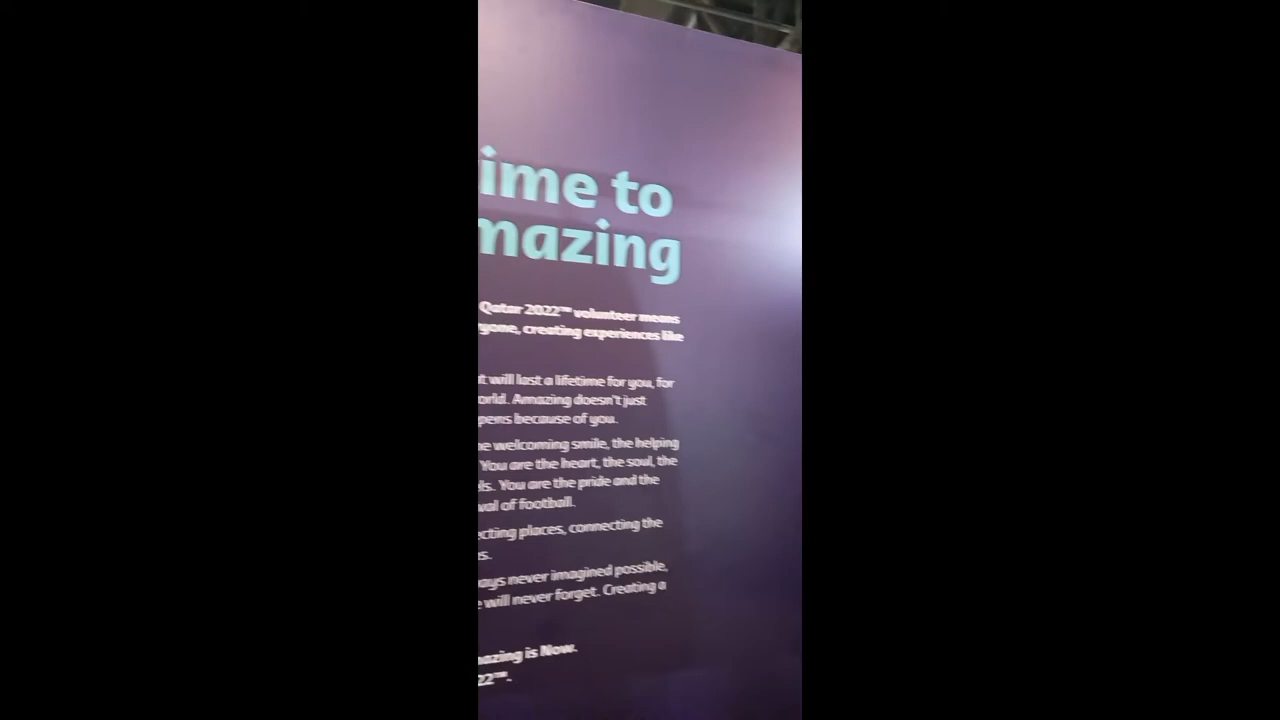 ime to
mazing
Qatar 2022™ volunteer means
yone, creating experiences like
t will last a lifetime for you, for
orld. Amazing doesn't just
pens because of you.
e welcoming smile, the helping
You are the heart, the soul, the
ls. You are the pride and the
val of football.
ecting places, connecting the
s.
ays never imagined possible,
e will never forget. Creating a
azing is Now.
22™.